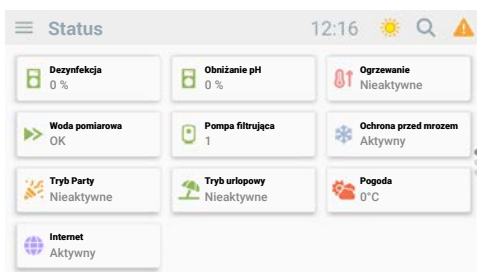 Status
12:16
Dezynfekcja
0 %
Obniżanie pH
0 %
Ogrzewanie
Nieaktywne
Woda pomiarowa
OK
Pompa filtrująca
1
Ochrona przed mrozem
Aktywny
Tryb Party
Nieaktywne
Tryb urlopowy
Nieaktywne
Pogoda
0°C
Internet
Aktywny